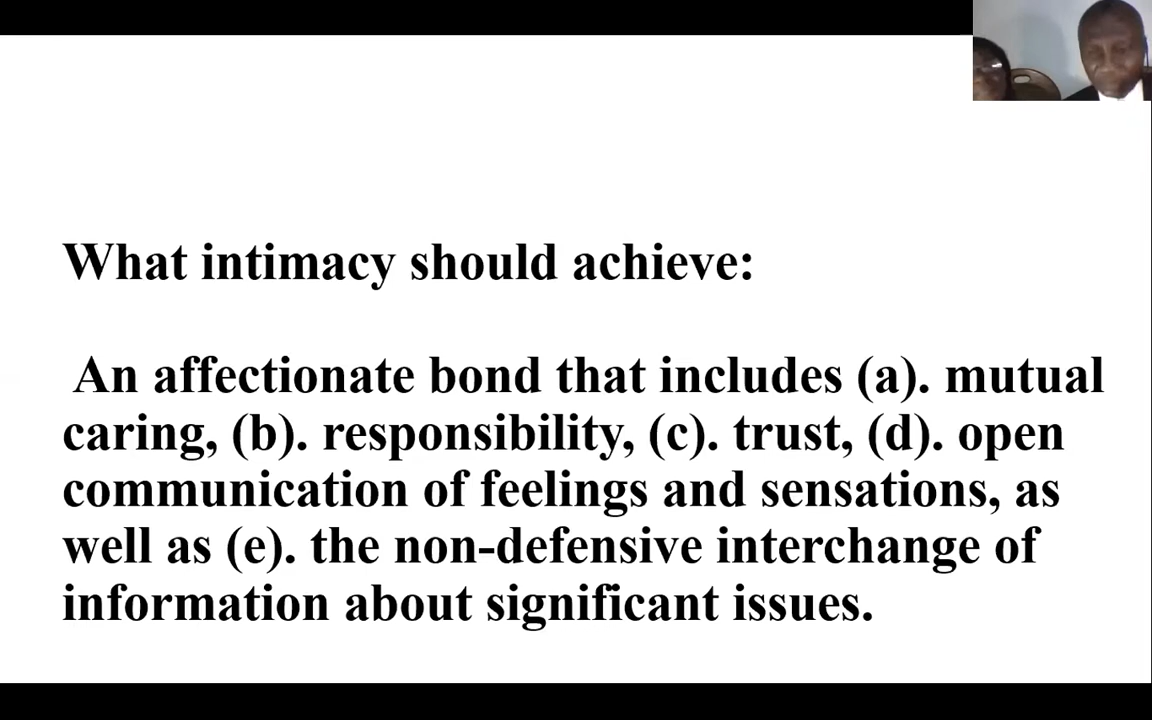 What intimacy should achieve:
An affectionate bond that includes (a). mutual
caring, (b). responsibility, (c). trust, (d). open
communication of feelings and sensations, as
well as (e). the non-defensive interchange of
information about significant issues.